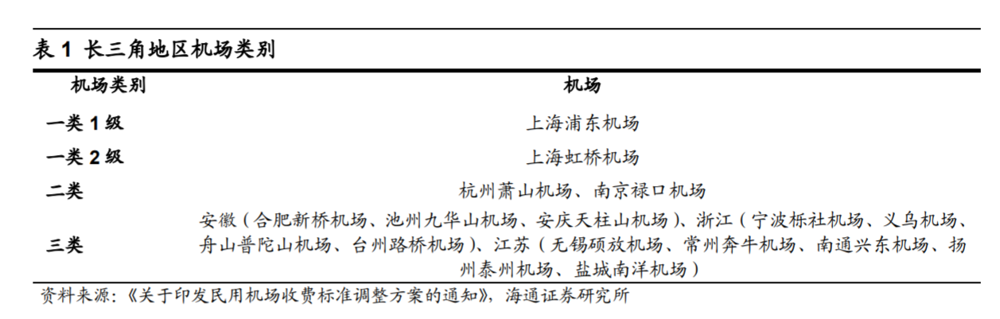 表 1 长三角地区机场类别
机场类别 机场
一类 1 级 上海浦东机场
一类 2 级 上海虹桥机场
二类 杭州萧山机场、南京禄口机场
安徽（合肥新桥机场、池州九华山机场、安庆天柱山机场）、浙江（宁波栎社机场、义乌机场、
三类 舟山普陀山机场、台州路桥机场）、江苏（无锡硕放机场、常州奔牛机场、南通兴东机场、扬
州泰州机场、盐城南洋机场）
资料来源：《关于印发民用机场收费标准调整方案的通知》，海通证券研究所